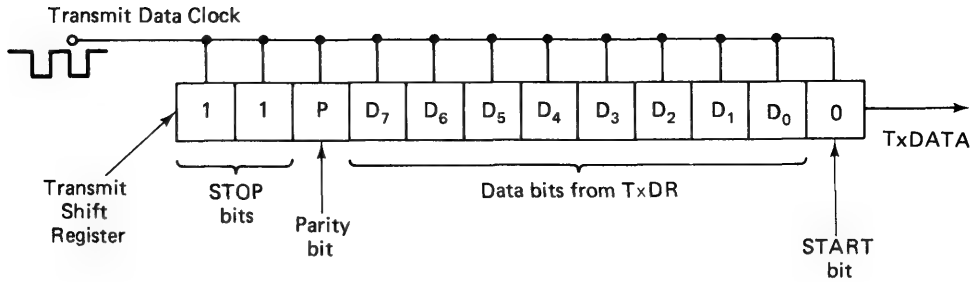 Transmit Data Clock
1 1 P D₇ D₆ D₅ D₄ D₃ D₂ D₁ D₀ 0
TxDATA
Transmit
Shift
Register
STOP
bits
Parity
bit
Data bits from TxDR
START
bit